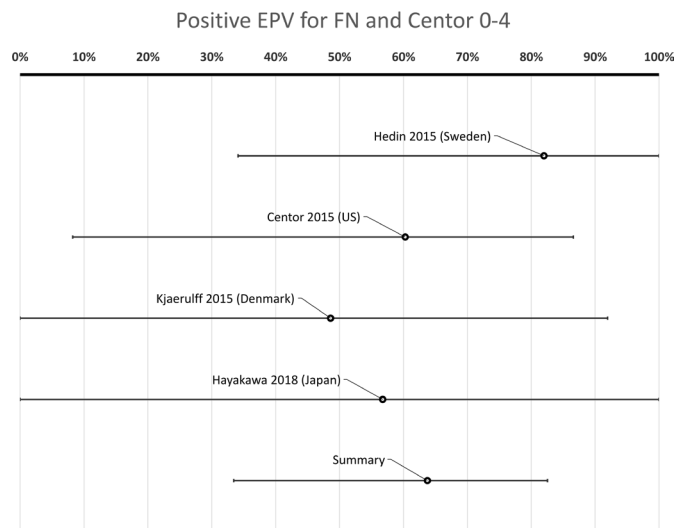 Positive EPV for FN and Centor 0-4
0% 10% 20% 30% 40% 50% 60% 70% 80% 90% 100%
Hedin 2015 (Sweden)
Centor 2015 (US)
Kjaerulff 2015 (Denmark)
Hayakawa 2018 (Japan)
Summary